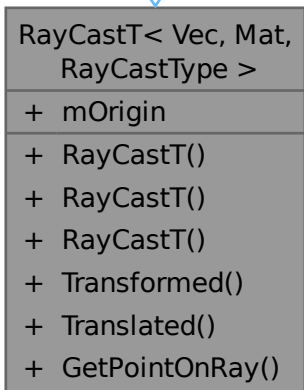 RayCastT< Vec, Mat,
RayCastType >
+ mOrigin
+ RayCastT()
+ RayCastT()
+ RayCastT()
+ Transformed()
+ Translated()
+ GetPointOnRay()